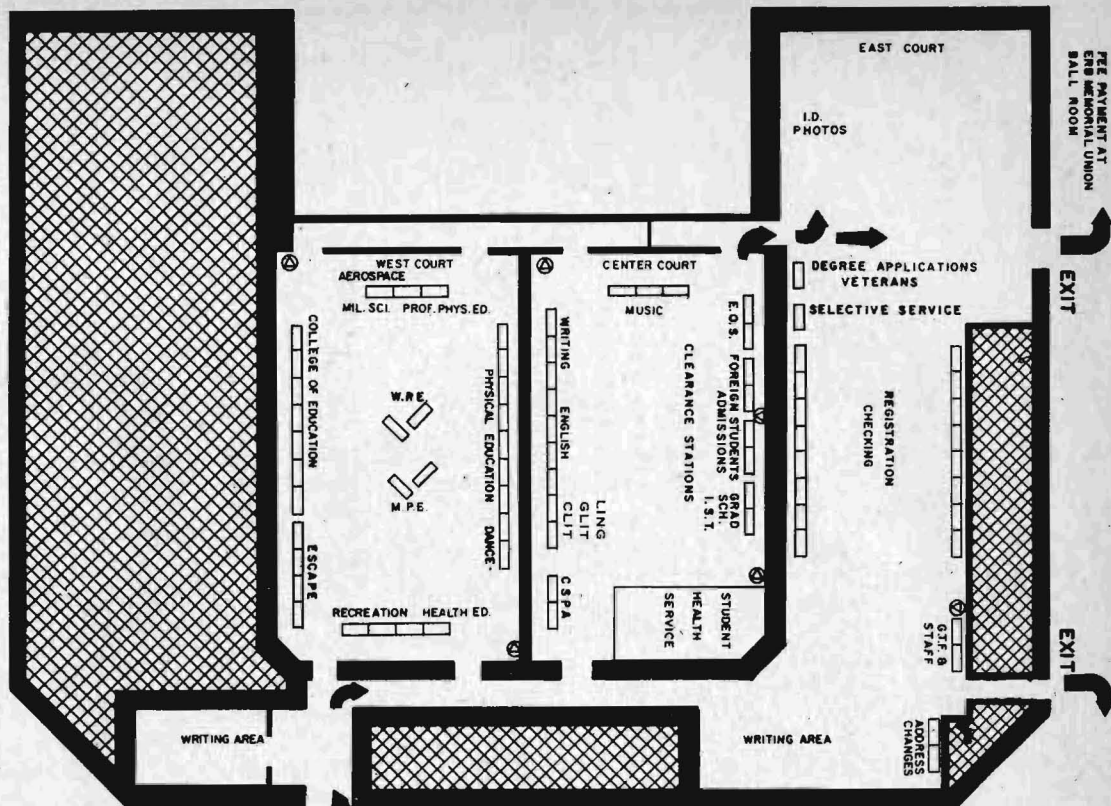 EAST COURT
I.D.
PHOTOS
FEE PAYMENT AT
ERB MEMORIAL UNION
BALL ROOM
EXIT
WEST COURT
AEROSPACE
MIL. SCI. PROF. PHYS. ED.
COLLEGE OF EDUCATION
ESCAPE
W.P.E.
M.P.E.
PHYSICAL EDUCATION DANCE
RECREATION HEALTH ED.
CENTER COURT
MUSIC
WRITING ENGLISH
LING
GLIT
CLIT
CSPA
CLEARANCE STATIONS
E.O.S. FOREIGN STUDENTS
ADMISSIONS
GRAD
SCH.
I.S.T.
STUDENT
HEALTH
SERVICE
DEGREE APPLICATIONS
VETERANS
SELECTIVE SERVICE
REGISTRATION
CHECKING
G.T.F. &
STAFF
EXIT
ADDRESS
CHANGES
WRITING AREA
WRITING AREA